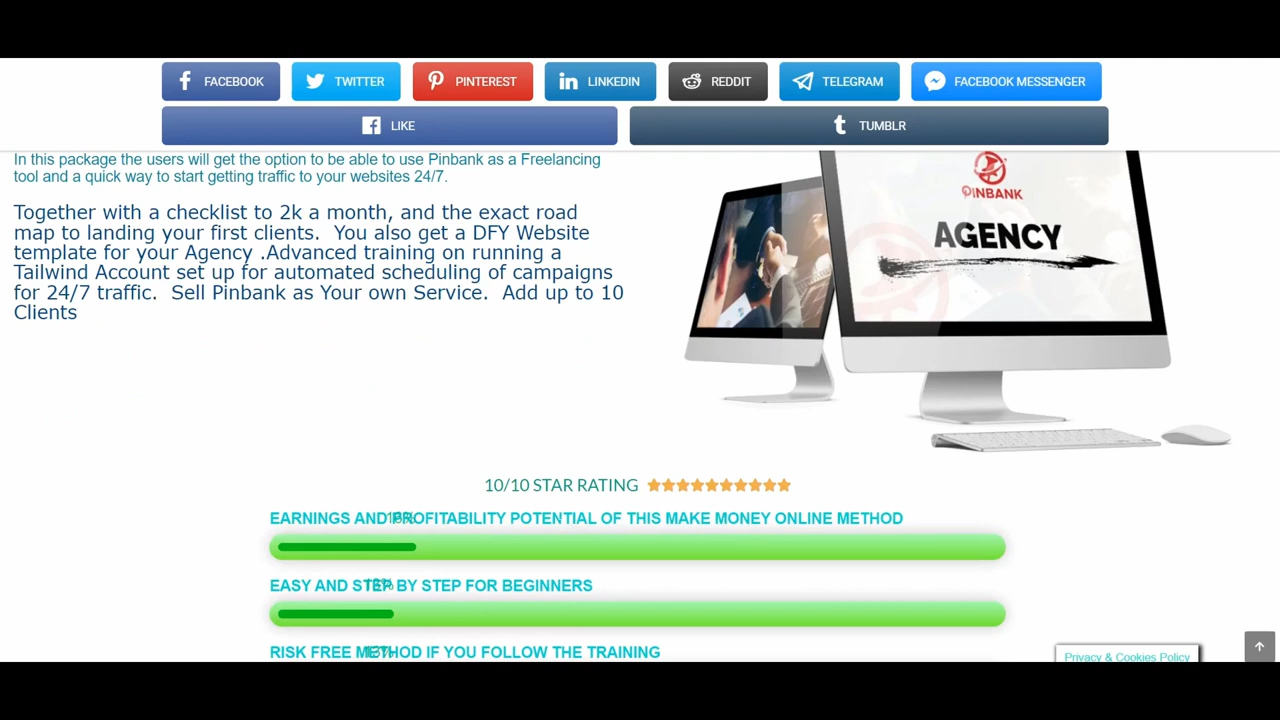 FACEBOOK
TWITTER
PINTEREST
LINKEDIN
REDDIT
TELEGRAM
FACEBOOK MESSENGER
LIKE
TUMBLR
In this package the users will get the option to be able to use Pinbank as a Freelancing
tool and a quick way to start getting traffic to your websites 24/7.
Together with a checklist to 2k a month, and the exact road
map to landing your first clients.  You also get a DFY Website
template for your Agency .Advanced training on running a
Tailwind Account set up for automated scheduling of campaigns
for 24/7 traffic.  Sell Pinbank as Your own Service.  Add up to 10
Clients
PINBANK
AGENCY
10/10 STAR RATING
EARNINGS AND PROFITABILITY POTENTIAL OF THIS MAKE MONEY ONLINE METHOD
EASY AND STEP BY STEP FOR BEGINNERS
RISK FREE METHOD IF YOU FOLLOW THE TRAINING
Privacy & Cookies Policy